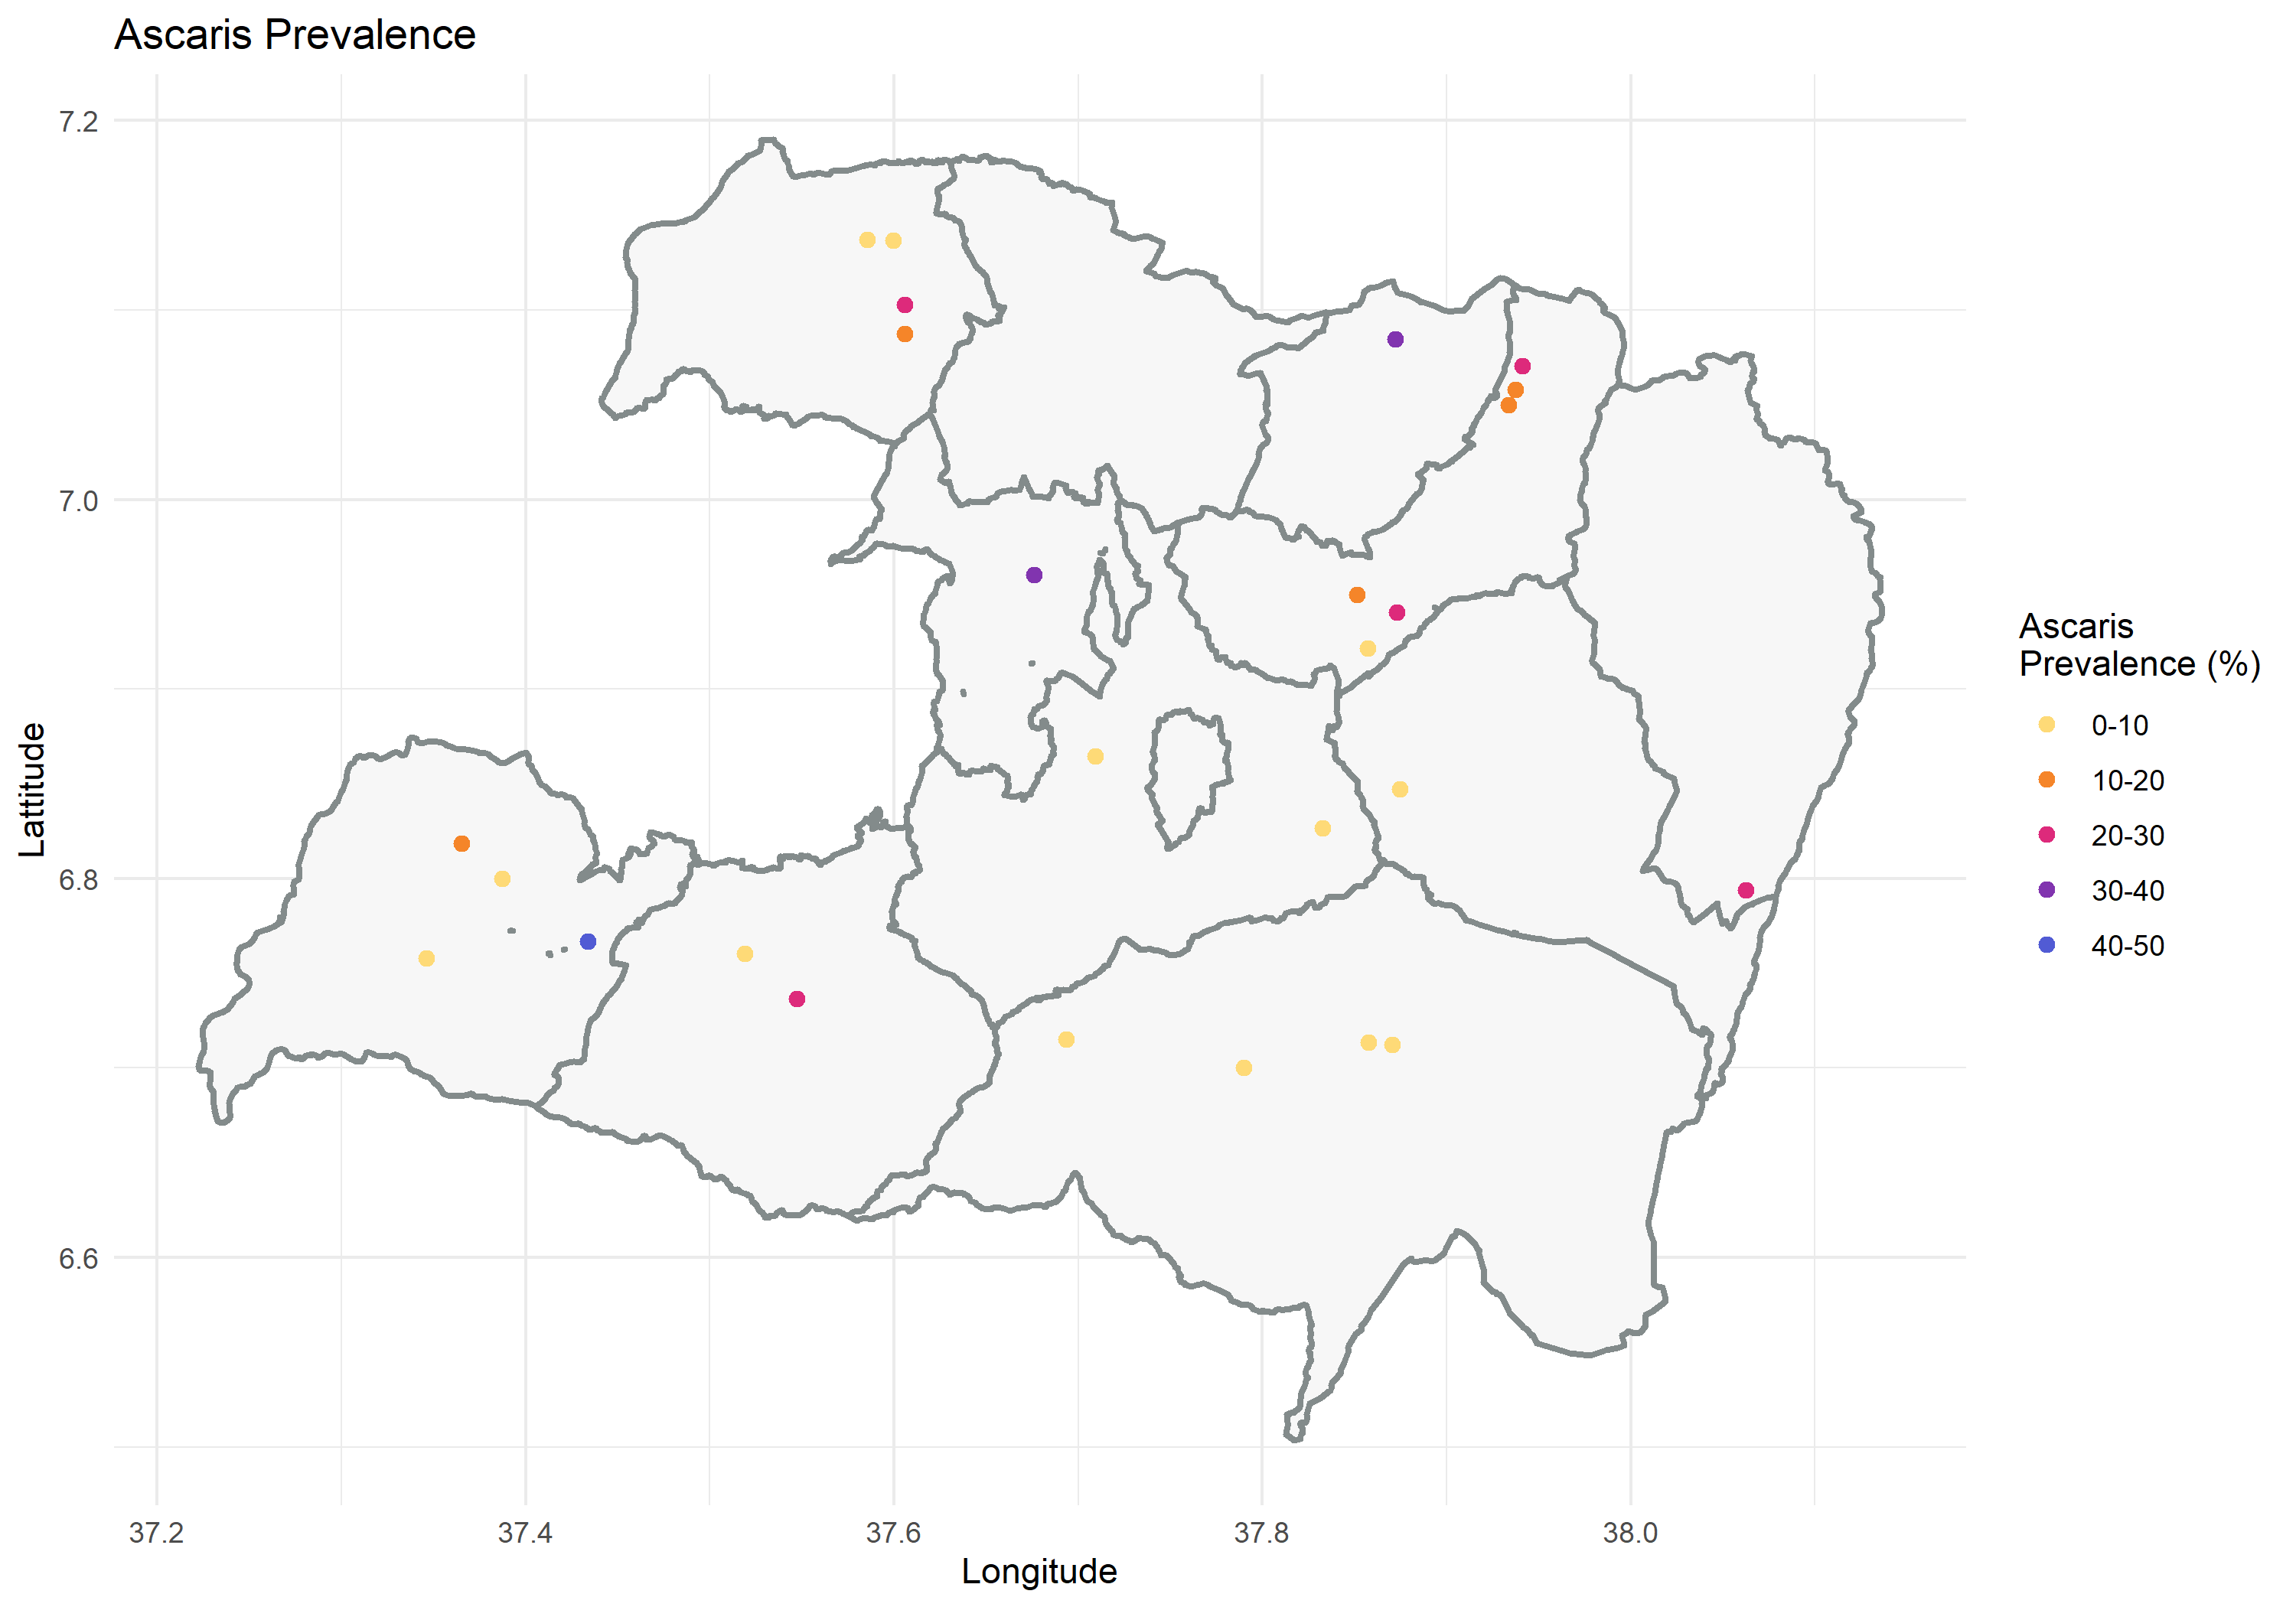 Ascaris Prevalence
7.2
7.0
6.8
6.6
Lattitude
37.2
37.4
37.6
37.8
38.0
Longitude
Ascaris
Prevalence (%)
0-10
10-20
20-30
30-40
40-50